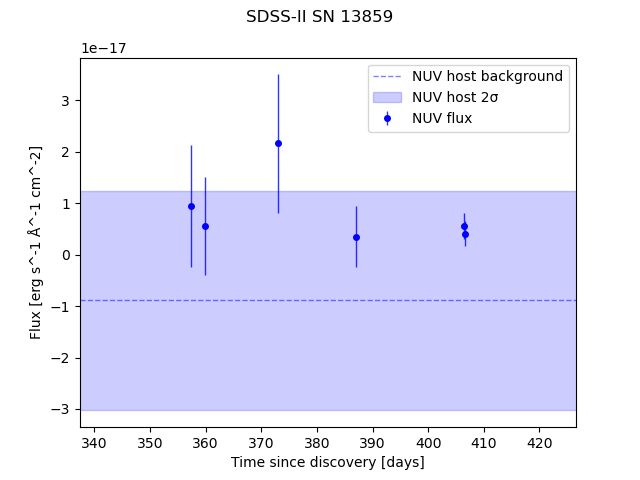 SDSS-II SN 13859
1e−17
NUV host background
NUV host 2σ
NUV flux
3
2
1
0
−1
−2
−3
Flux [erg s^-1 Å^-1 cm^-2]
340 350 360 370 380 390 400 410 420
Time since discovery [days]